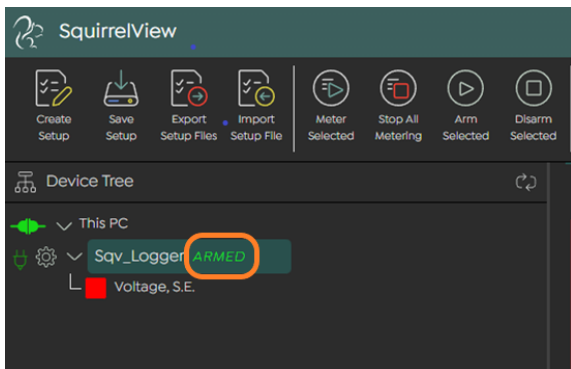 SquirrelView
Create Setup
Save Setup
Export Setup Files
Import Setup File
Meter Selected
Stop All Metering
Arm Selected
Disarm Selected
Device Tree
This PC
Sqv_Logger ARMED
Voltage, S.E.